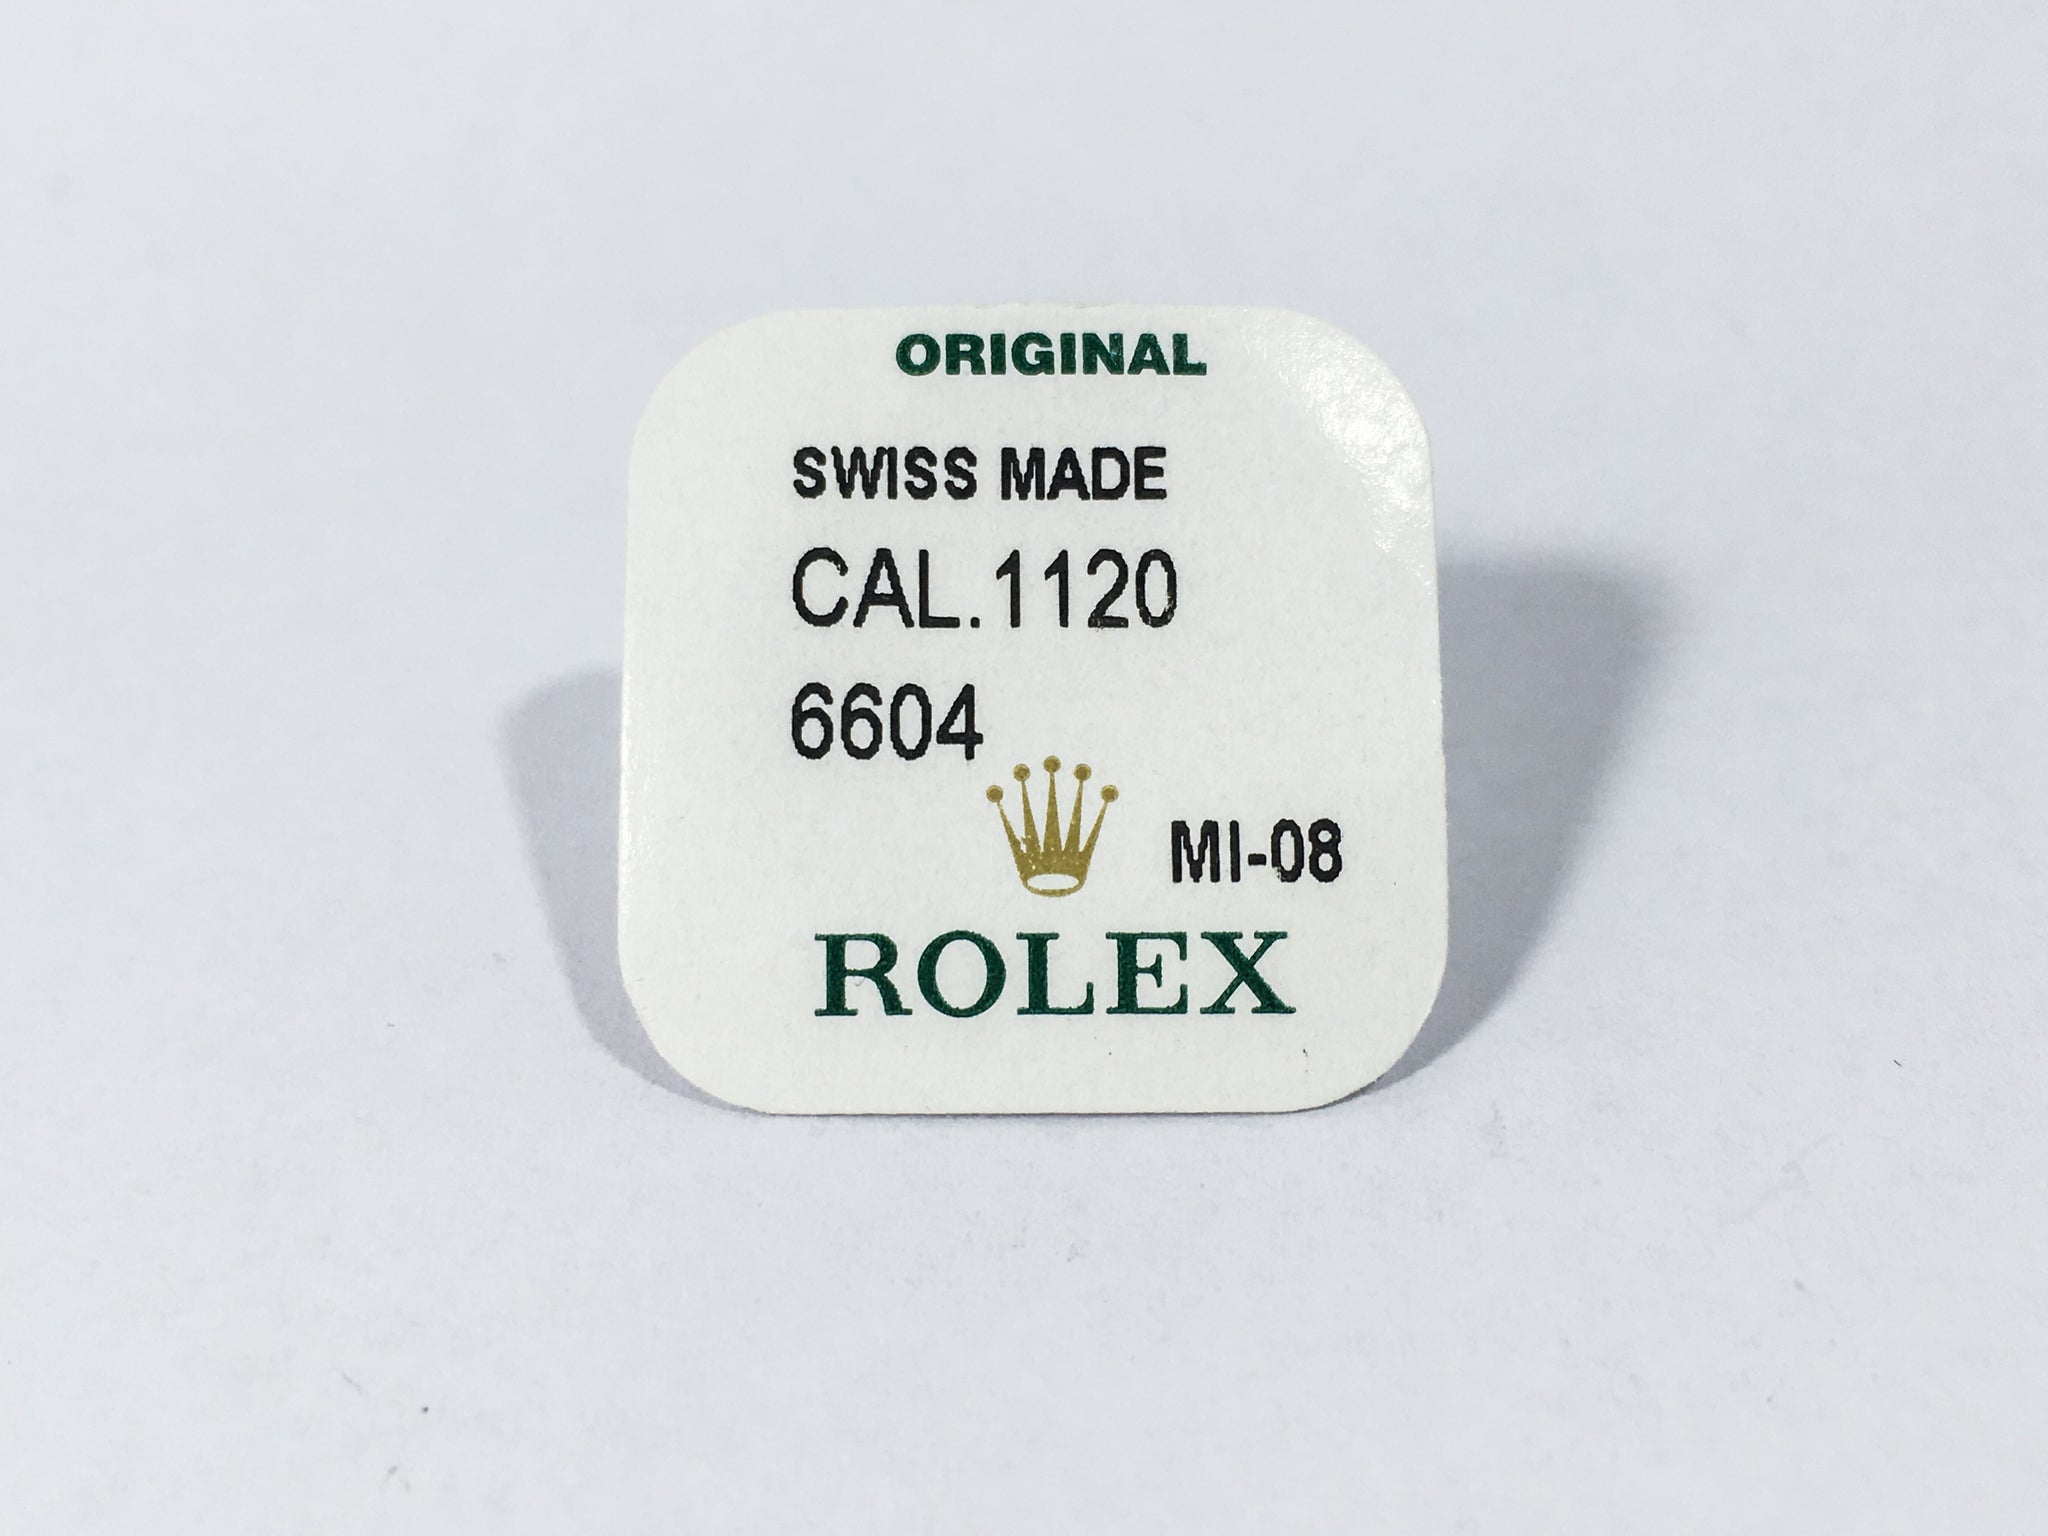 ORIGINAL
SWISS MADE
CAL.1120
6604
MI-08
ROLEX